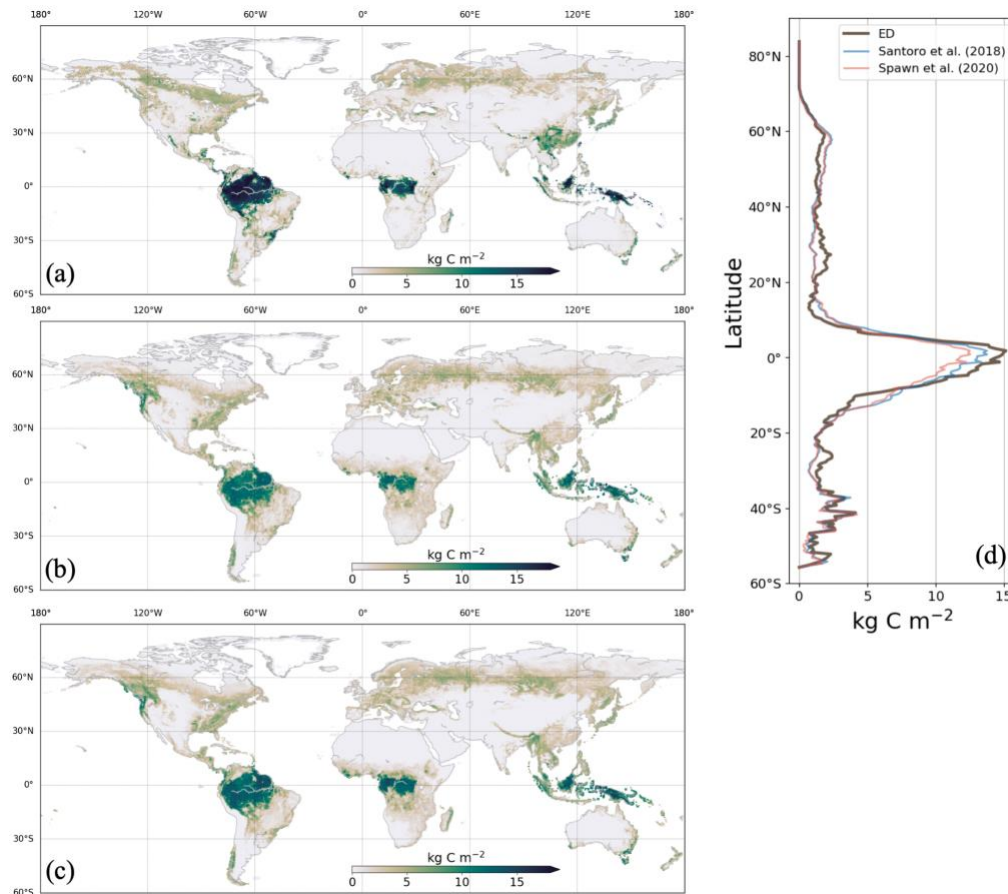 180° 120°W 60°W 0° 60°E 120°E 180°
60°N
30°N
0°
30°S
60°S
(a)
kg C m⁻²
0 5 10 15
180° 120°W 60°W 0° 60°E 120°E 180°
60°N
30°N
0°
30°S
60°S
(b)
kg C m⁻²
0 5 10 15
180° 120°W 60°W 0° 60°E 120°E 180°
60°N
30°N
0°
30°S
60°S
(c)
kg C m⁻²
0 5 10 15
ED
Santoro et al. (2018)
Spawn et al. (2020)
80°N
60°N
40°N
20°N
0°
20°S
40°S
60°S
Latitude
(d)
0 5 10 15
kg C m⁻²